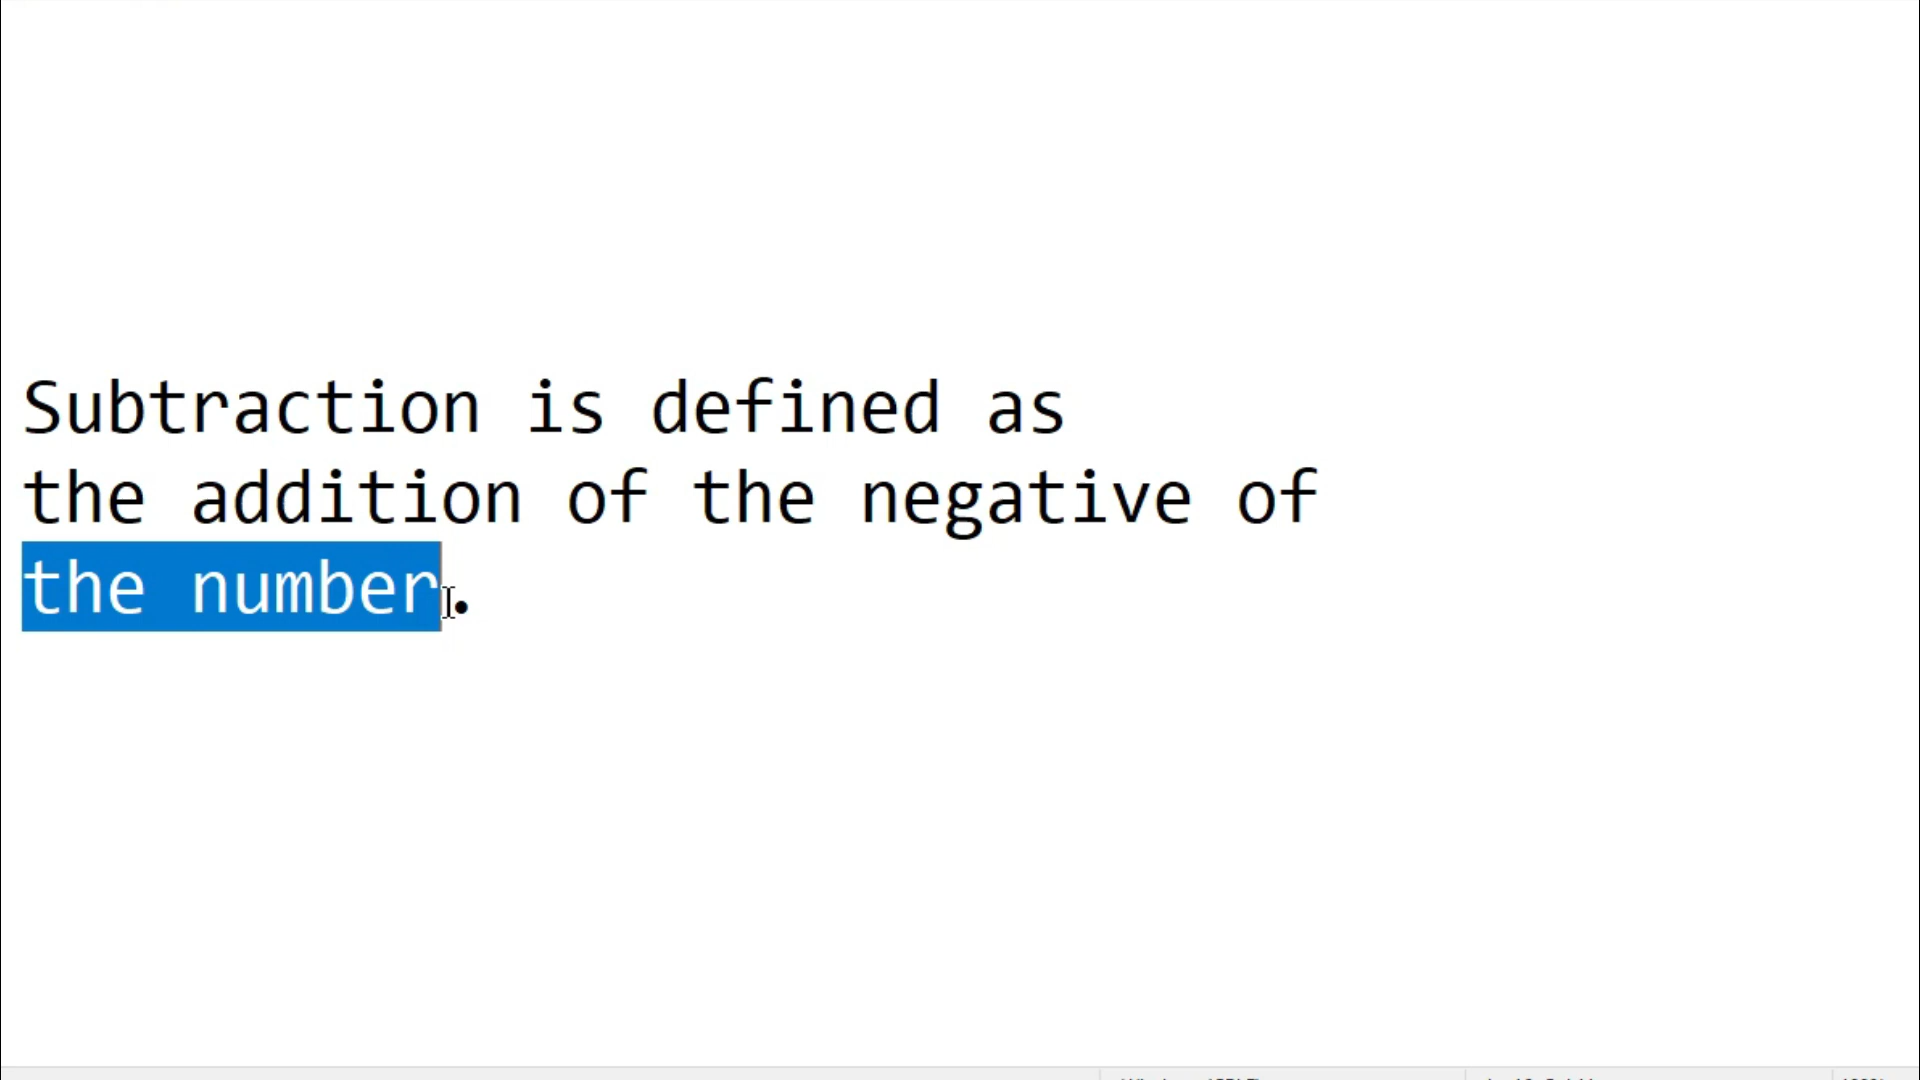 Subtraction is defined as
the addition of the negative of
the number.